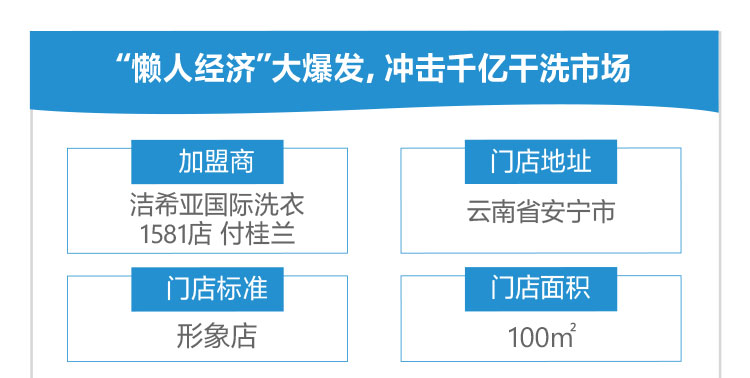 “懒人经济”大爆发, 冲击千亿干洗市场
加盟商
洁希亚国际洗衣
1581店 付桂兰
门店地址
云南省安宁市
门店标准
形象店
门店面积
100㎡